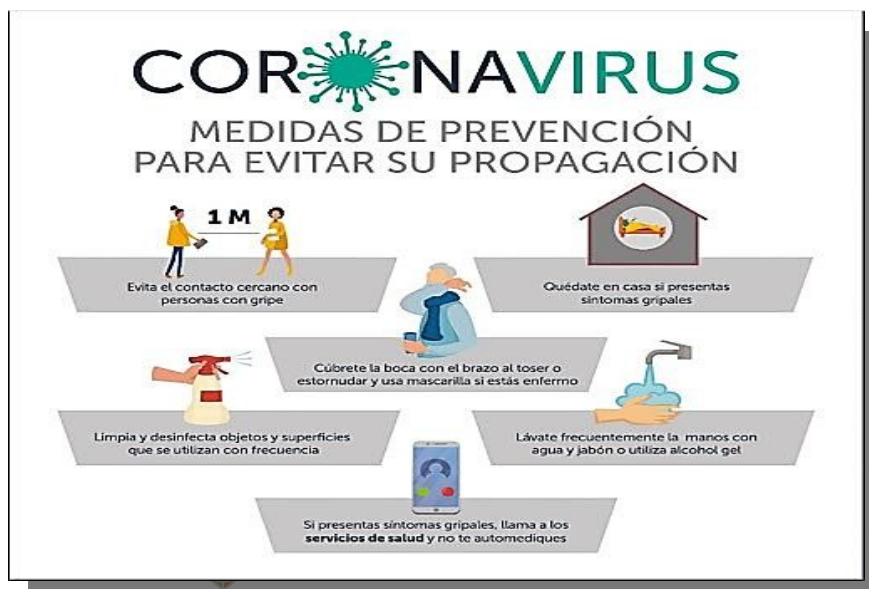 CORONAVIRUS
MEDIDAS DE PREVENCIÓN
PARA EVITAR SU PROPAGACIÓN
1 M
Evita el contacto cercano con
personas con gripe
Quédate en casa si presentas
síntomas gripales
Cúbrete la boca con el brazo al toser o
estornudar y usa mascarilla si estás enfermo
Limpia y desinfecta objetos y superficies
que se utilizan con frecuencia
Lávate frecuentemente la manos con
agua y jabón o utiliza alcohol gel
Si presentas síntomas gripales, llama a los
servicios de salud y no te automediques